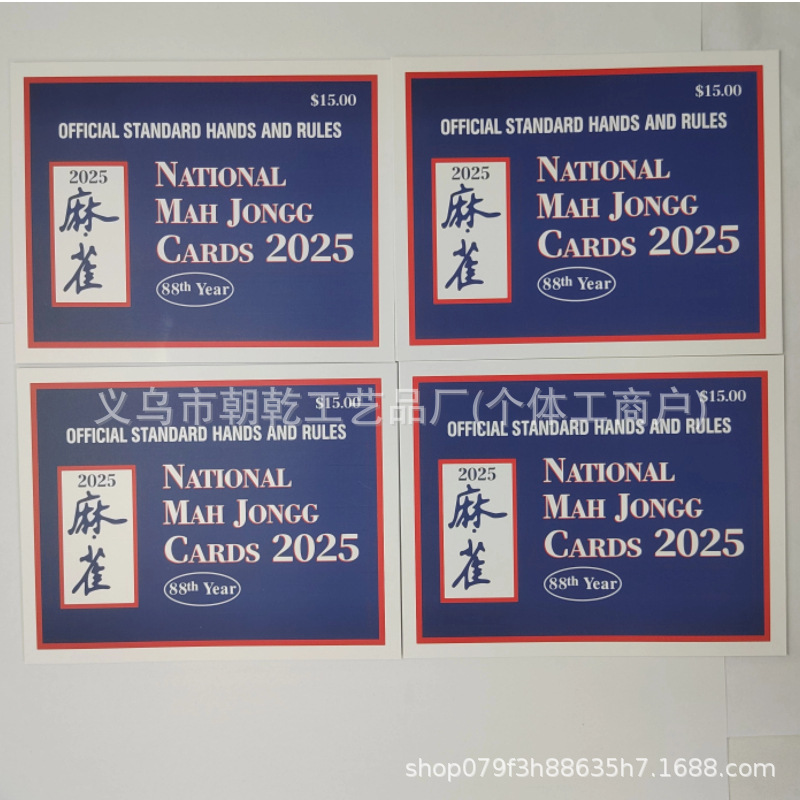 $15.00
OFFICIAL STANDARD HANDS AND RULES
2025
麻雀
NATIONAL
MAH JONGG
CARDS 2025
88th Year
$15.00
OFFICIAL STANDARD HANDS AND RULES
2025
麻雀
NATIONAL
MAH JONGG
CARDS 2025
88th Year
义乌市朝乾工艺品厂(个体工商户)
$15.00
OFFICIAL STANDARD HANDS AND RULES
2025
麻雀
NATIONAL
MAH JONGG
CARDS 2025
88th Year
$15.00
OFFICIAL STANDARD HANDS AND RULES
2025
麻雀
NATIONAL
MAH JONGG
CARDS 2025
88th Year
shop079f3h88635h7.1688.com